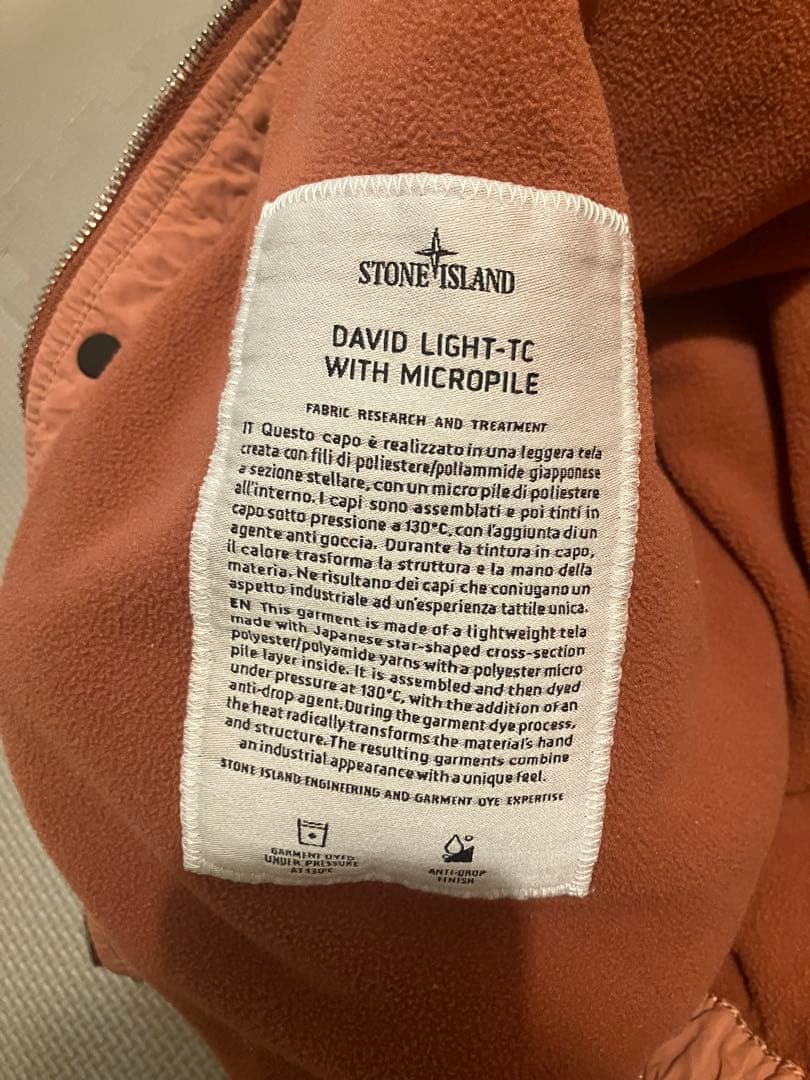 STONE ISLAND
DAVID LIGHT-TC
WITH MICROPILE
FABRIC RESEARCH AND TREATMENT
IT Questo capo è realizzato in una leggera tela
creata con fili di poliestere/poliammide giapponese
a sezione stellare, con un micro pile di poliestere
all'interno. I capi sono assemblati e poi tinti in
capo sotto pressione a 130°C, con l'aggiunta di un
agente anti goccia. Durante la tintura in capo,
il calore trasforma la struttura e la mano della
materia. Ne risultano dei capi che coniugano un
aspetto industriale ad un'esperienza tattile unica.
EN This garment is made of a lightweight tela
made with Japanese star-shaped cross-section
polyester/polyamide yarns with a polyester micro
pile layer inside. It is assembled and then dyed
under pressure at 130°C, with the addition of an
anti-drop agent. During the garment dye process,
the heat radically transforms the material's hand
and structure. The resulting garments combine
an industrial appearance with a unique feel.
STONE ISLAND ENGINEERING AND GARMENT DYE EXPERTISE
GARMENT DYED
UNDER PRESSURE
AT 130°C
ANTI-DROP
FINISH